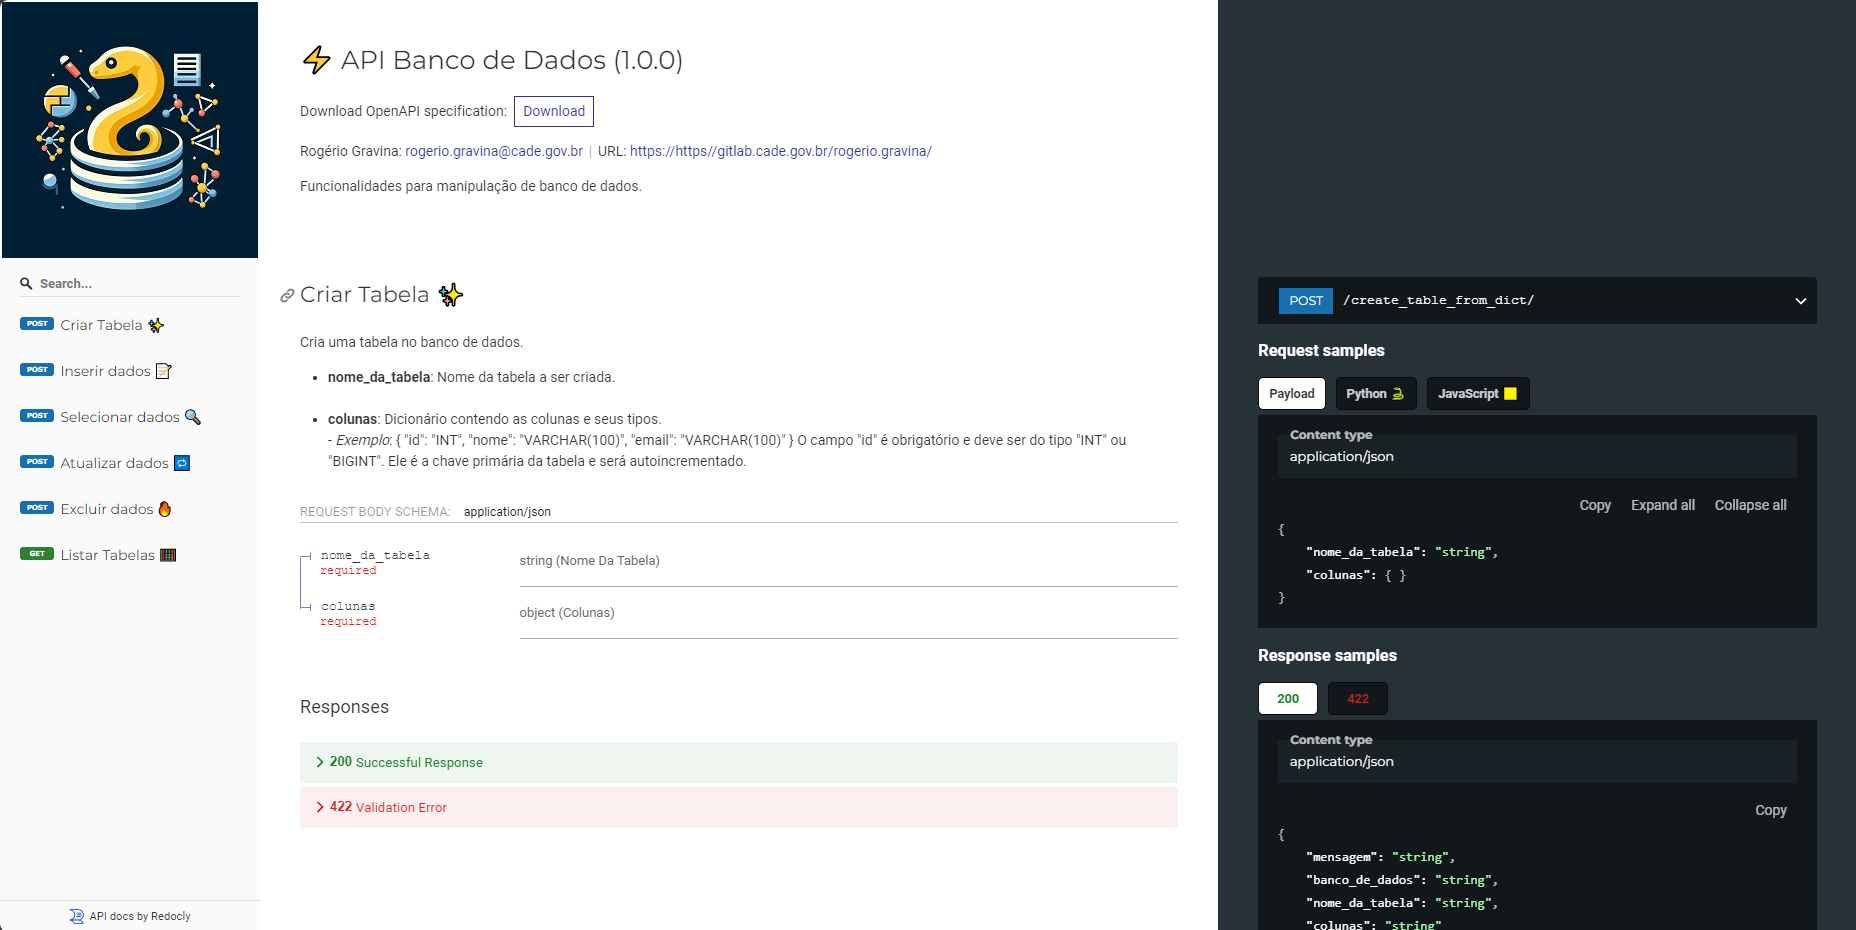 Search...
POST Criar Tabela ✨
POST Inserir dados 📝
POST Selecionar dados 🔍
POST Atualizar dados 🔁
POST Excluir dados 🔥
GET Listar Tabelas 🧮
API docs by Redocly
⚡ API Banco de Dados (1.0.0)
Download OpenAPI specification: Download
Rogério Gravina: rogerio.gravina@cade.gov.br | URL: https://https//gitlab.cade.gov.br/rogerio.gravina/
Funcionalidades para manipulação de banco de dados.
Criar Tabela ✨
Cria uma tabela no banco de dados.
• nome_da_tabela: Nome da tabela a ser criada.
• colunas: Dicionário contendo as colunas e seus tipos.
- Exemplo: { "id": "INT", "nome": "VARCHAR(100)", "email": "VARCHAR(100)" } O campo "id" é obrigatório e deve ser do tipo "INT" ou
"BIGINT". Ele é a chave primária da tabela e será autoincrementado.
REQUEST BODY SCHEMA: application/json
nome_da_tabela
required
string (Nome Da Tabela)
colunas
required
object (Colunas)
Responses
200 Successful Response
422 Validation Error
POST /create_table_from_dict/
Request samples
Payload Python 🐍 JavaScript 🟨
Content type
application/json
Copy Expand all Collapse all
{
"nome_da_tabela": "string",
"colunas": { }
}
Response samples
200 422
Content type
application/json
Copy
{
"mensagem": "string",
"banco_de_dados": "string",
"nome_da_tabela": "string",
"colunas": "string"